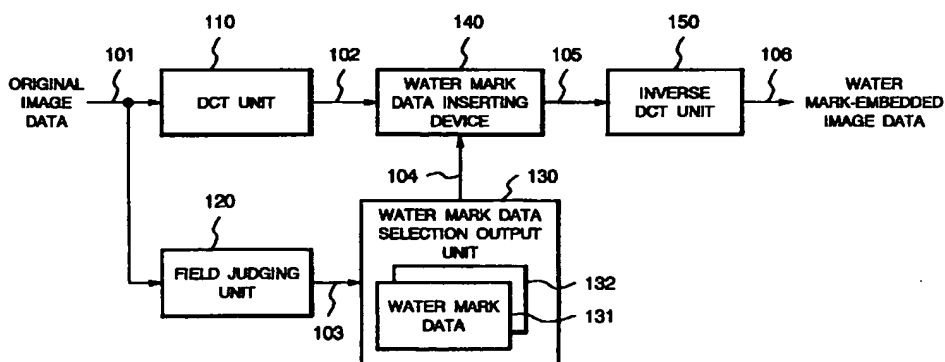 110
140
150
101
102
105
106
ORIGINAL
IMAGE
DATA
DCT UNIT
WATER MARK
DATA INSERTING
DEVICE
INVERSE
DCT UNIT
WATER
MARK-EMBEDDED
IMAGE DATA
104
130
120
WATER MARK DATA
SELECTION OUTPUT
UNIT
FIELD JUDGING
UNIT
103
132
WATER MARK
DATA
131